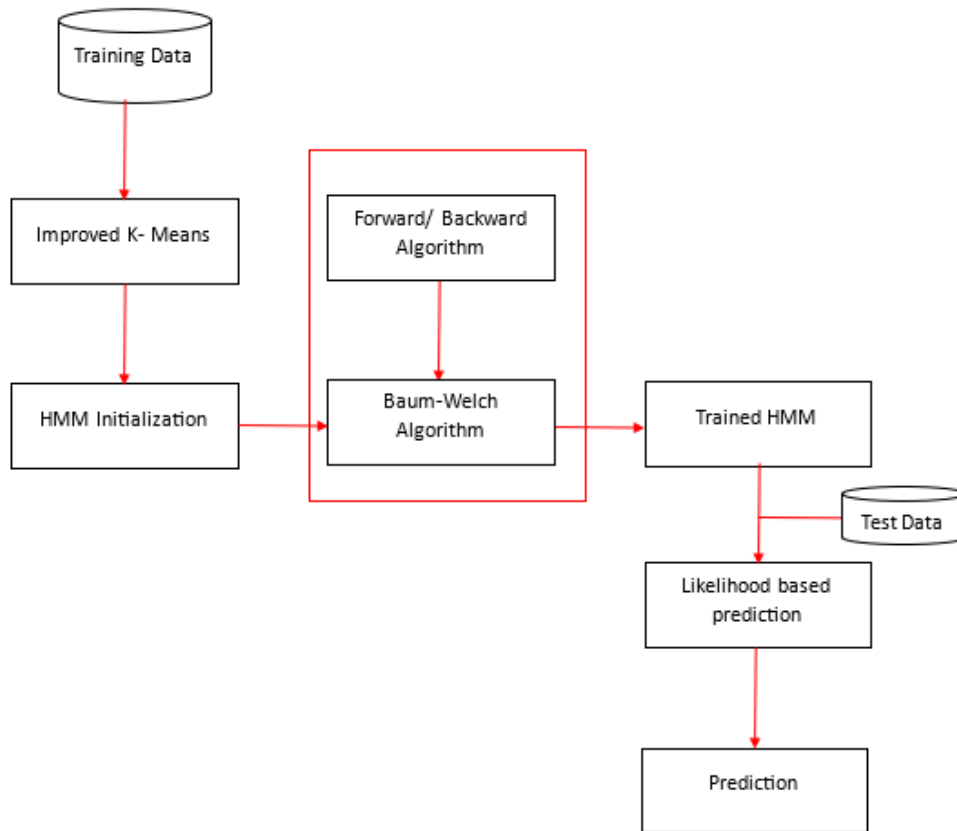 Training Data
Improved K- Means
HMM Initialization
Forward/ Backward
Algorithm
Baum-Welch
Algorithm
Trained HMM
Test Data
Likelihood based
prediction
Prediction